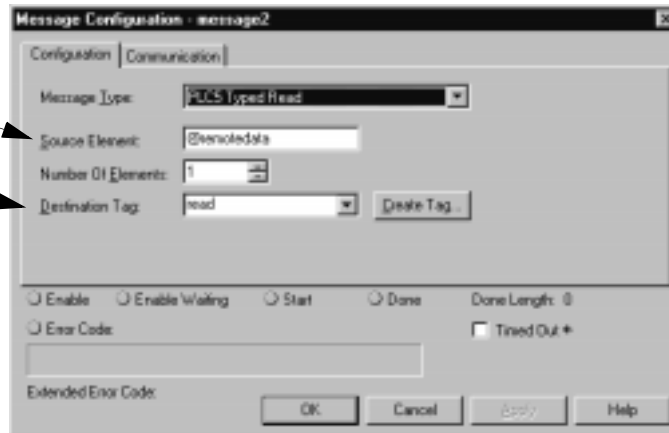 Message Configuration - message2
Configuration
Communication
Message Type:
PLC5 Typed Read
Source Element:
@remotedata
Number Of Elements:
1
Destination Tag:
read
Create Tag...
Enable
Enable Waiting
Start
Done
Done Length: 0
Error Code:
Timed Out
Extended Error Code:
OK
Cancel
Apply
Help